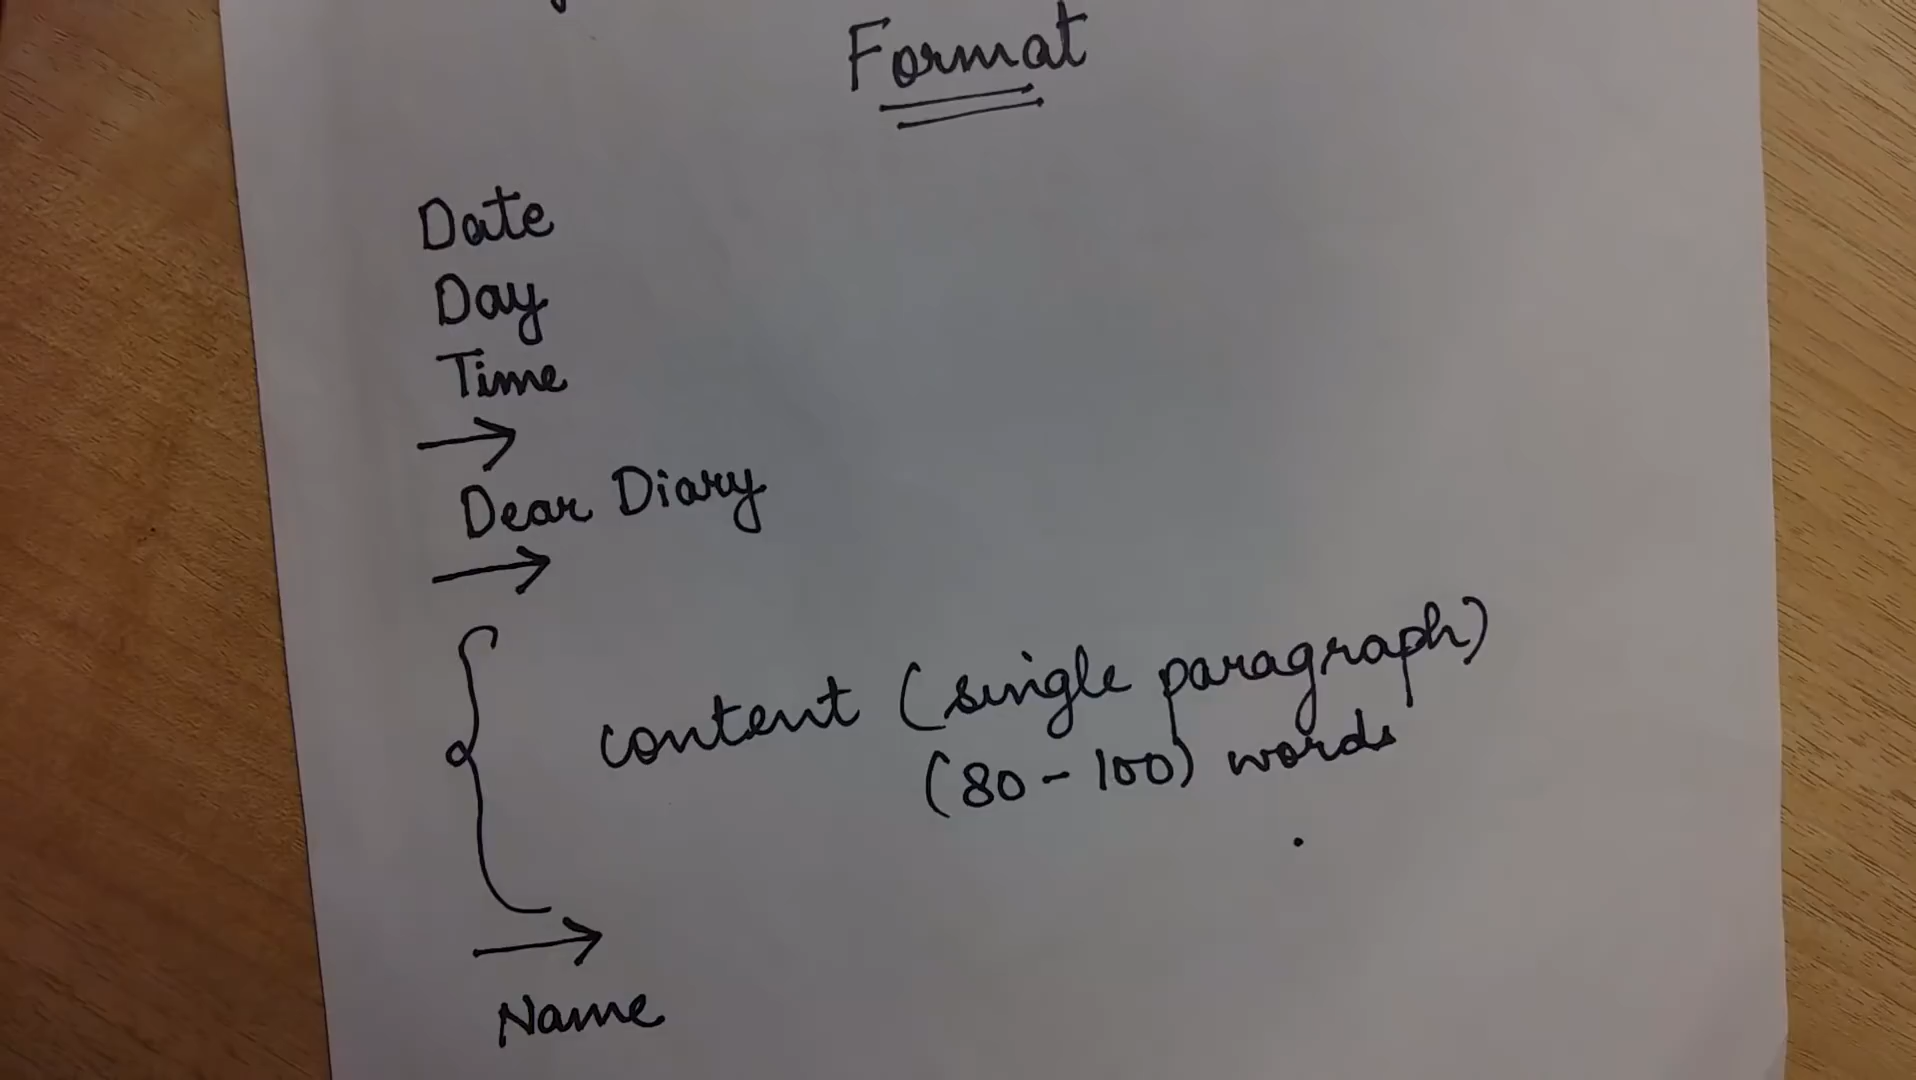 Format
Date
Day
Time
→
Dear Diary
→
content (single paragraph)
(80-100) words
→
Name